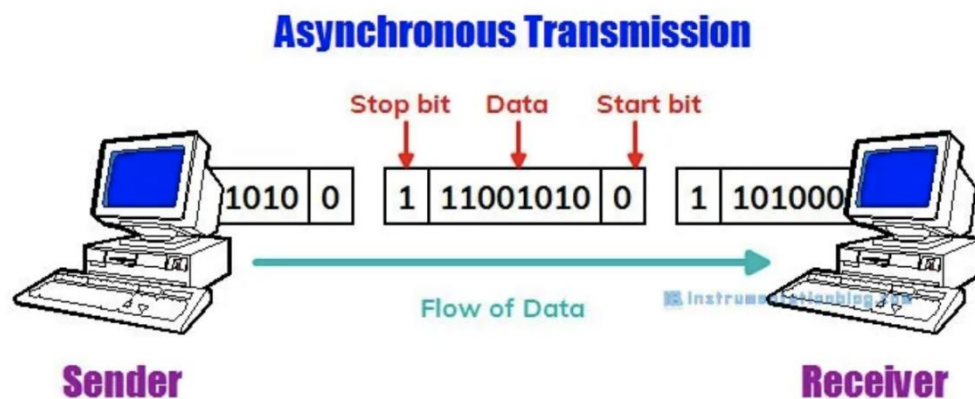 Asynchronous Transmission
Stop bit Data Start bit
1010 0 1 11001010 0 1 101000
Flow of Data
Sender Receiver